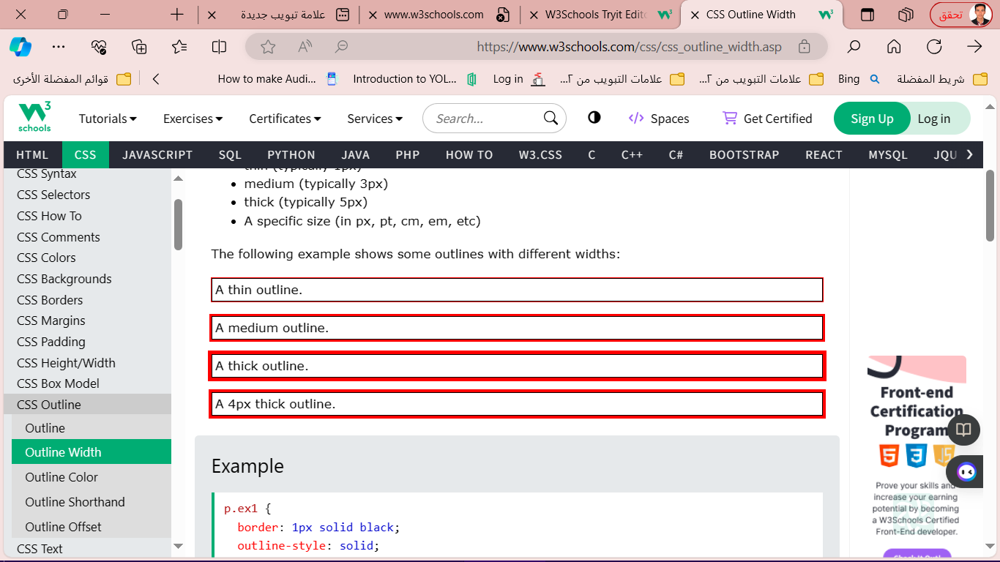 علامة تبويب جديدة
www.w3schools.com
W3Schools Tryit Edito
CSS Outline Width
تحقق
https://www.w3schools.com/css/css_outline_width.asp
قوائم المفضلة الأخرى
How to make Audi...
Introduction to YOL...
Log in
علامات التبويب من ٢...
علامات التبويب من ٢...
Bing
شريط المفضلة
W3 schools
Tutorials
Exercises
Certificates
Services
Search...
Spaces
Get Certified
Sign Up
Log in
HTML CSS JAVASCRIPT SQL PYTHON JAVA PHP HOW TO W3.CSS C C++ C# BOOTSTRAP REACT MYSQL JQU
CSS Syntax
CSS Selectors
CSS How To
CSS Comments
CSS Colors
CSS Backgrounds
CSS Borders
CSS Margins
CSS Padding
CSS Height/Width
CSS Box Model
CSS Outline
Outline
Outline Width
Outline Color
Outline Shorthand
Outline Offset
CSS Text
thin (typically 1px)
• medium (typically 3px)
• thick (typically 5px)
• A specific size (in px, pt, cm, em, etc)
The following example shows some outlines with different widths:
A thin outline.
A medium outline.
A thick outline.
A 4px thick outline.
Example
p.ex1 {
border: 1px solid black;
outline-style: solid;
Front-end
Certification
Program
5 3 JS
Prove your skills and
increase your earning
potential by becoming
a W3Schools Certified
Front-End developer.
Check It Out!